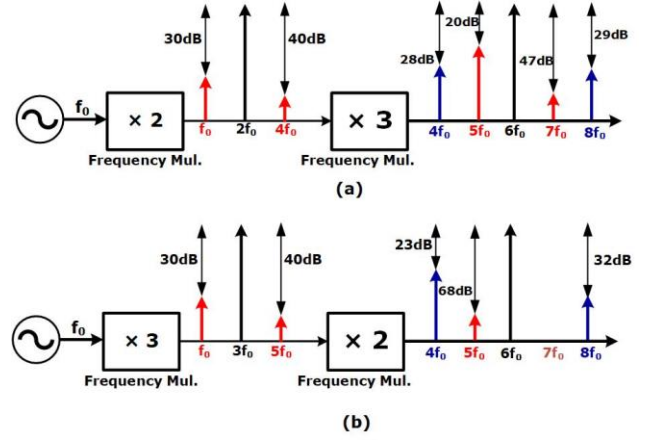 30dB 40dB 20dB 29dB
28dB 47dB
f₀ × 2 × 3
f₀ 2f₀ 4f₀ 4f₀ 5f₀ 6f₀ 7f₀ 8f₀
Frequency Mul. Frequency Mul.
(a)
30dB 40dB 23dB 32dB
68dB
f₀ × 3 × 2
f₀ 3f₀ 5f₀ 4f₀ 5f₀ 6f₀ 7f₀ 8f₀
Frequency Mul. Frequency Mul.
(b)